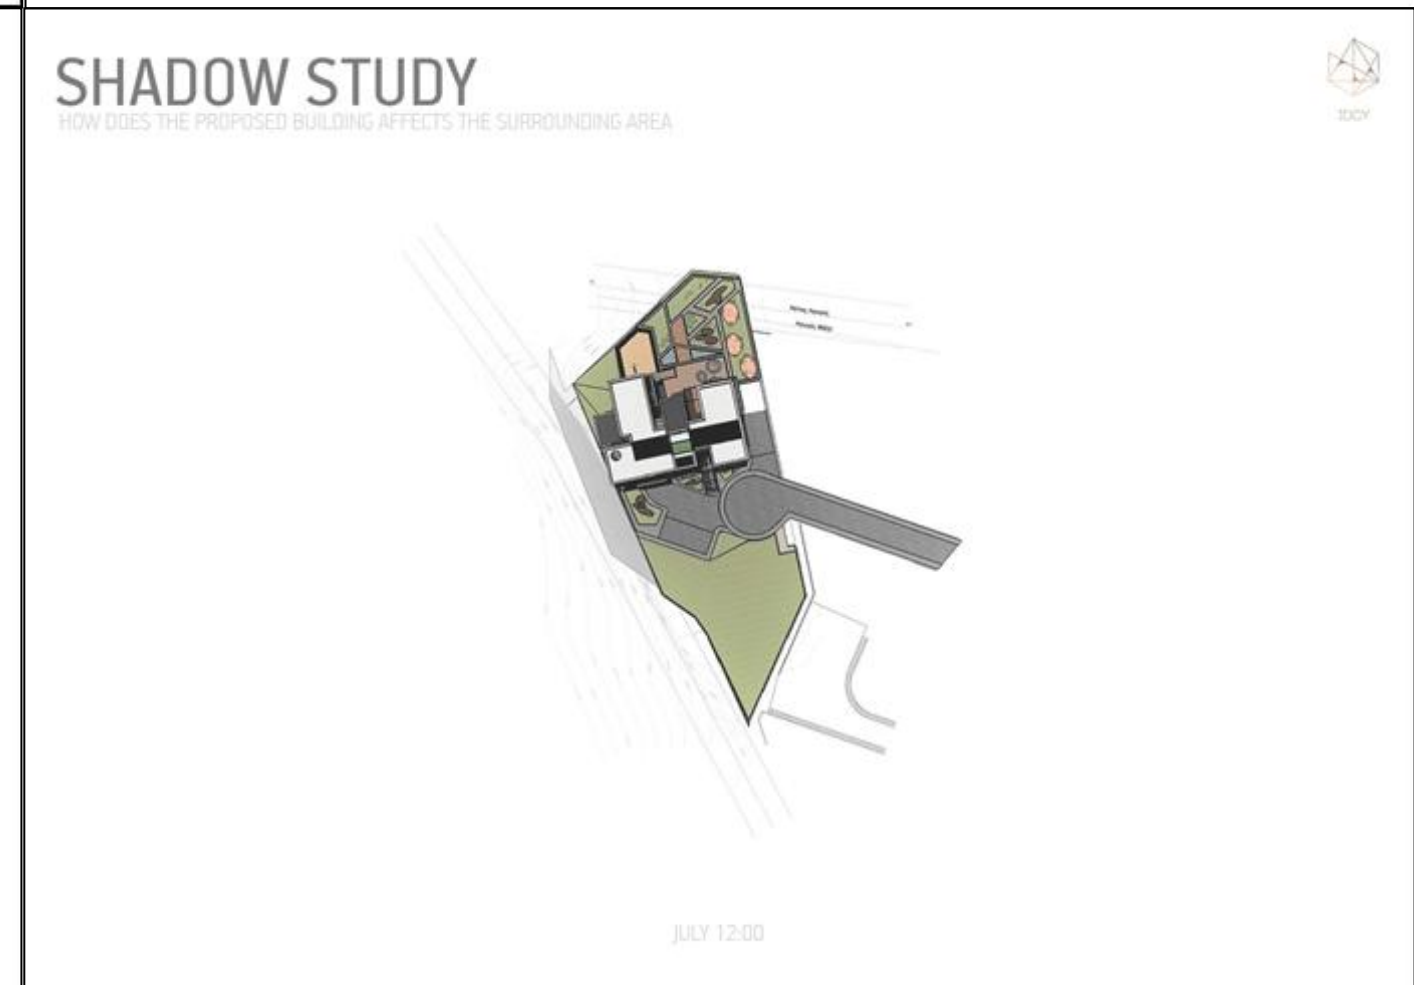 SHADOW STUDY
HOW DOES THE PROPOSED BUILDING AFFECTS THE SURROUNDING AREA
IDCY
JULY 12:00